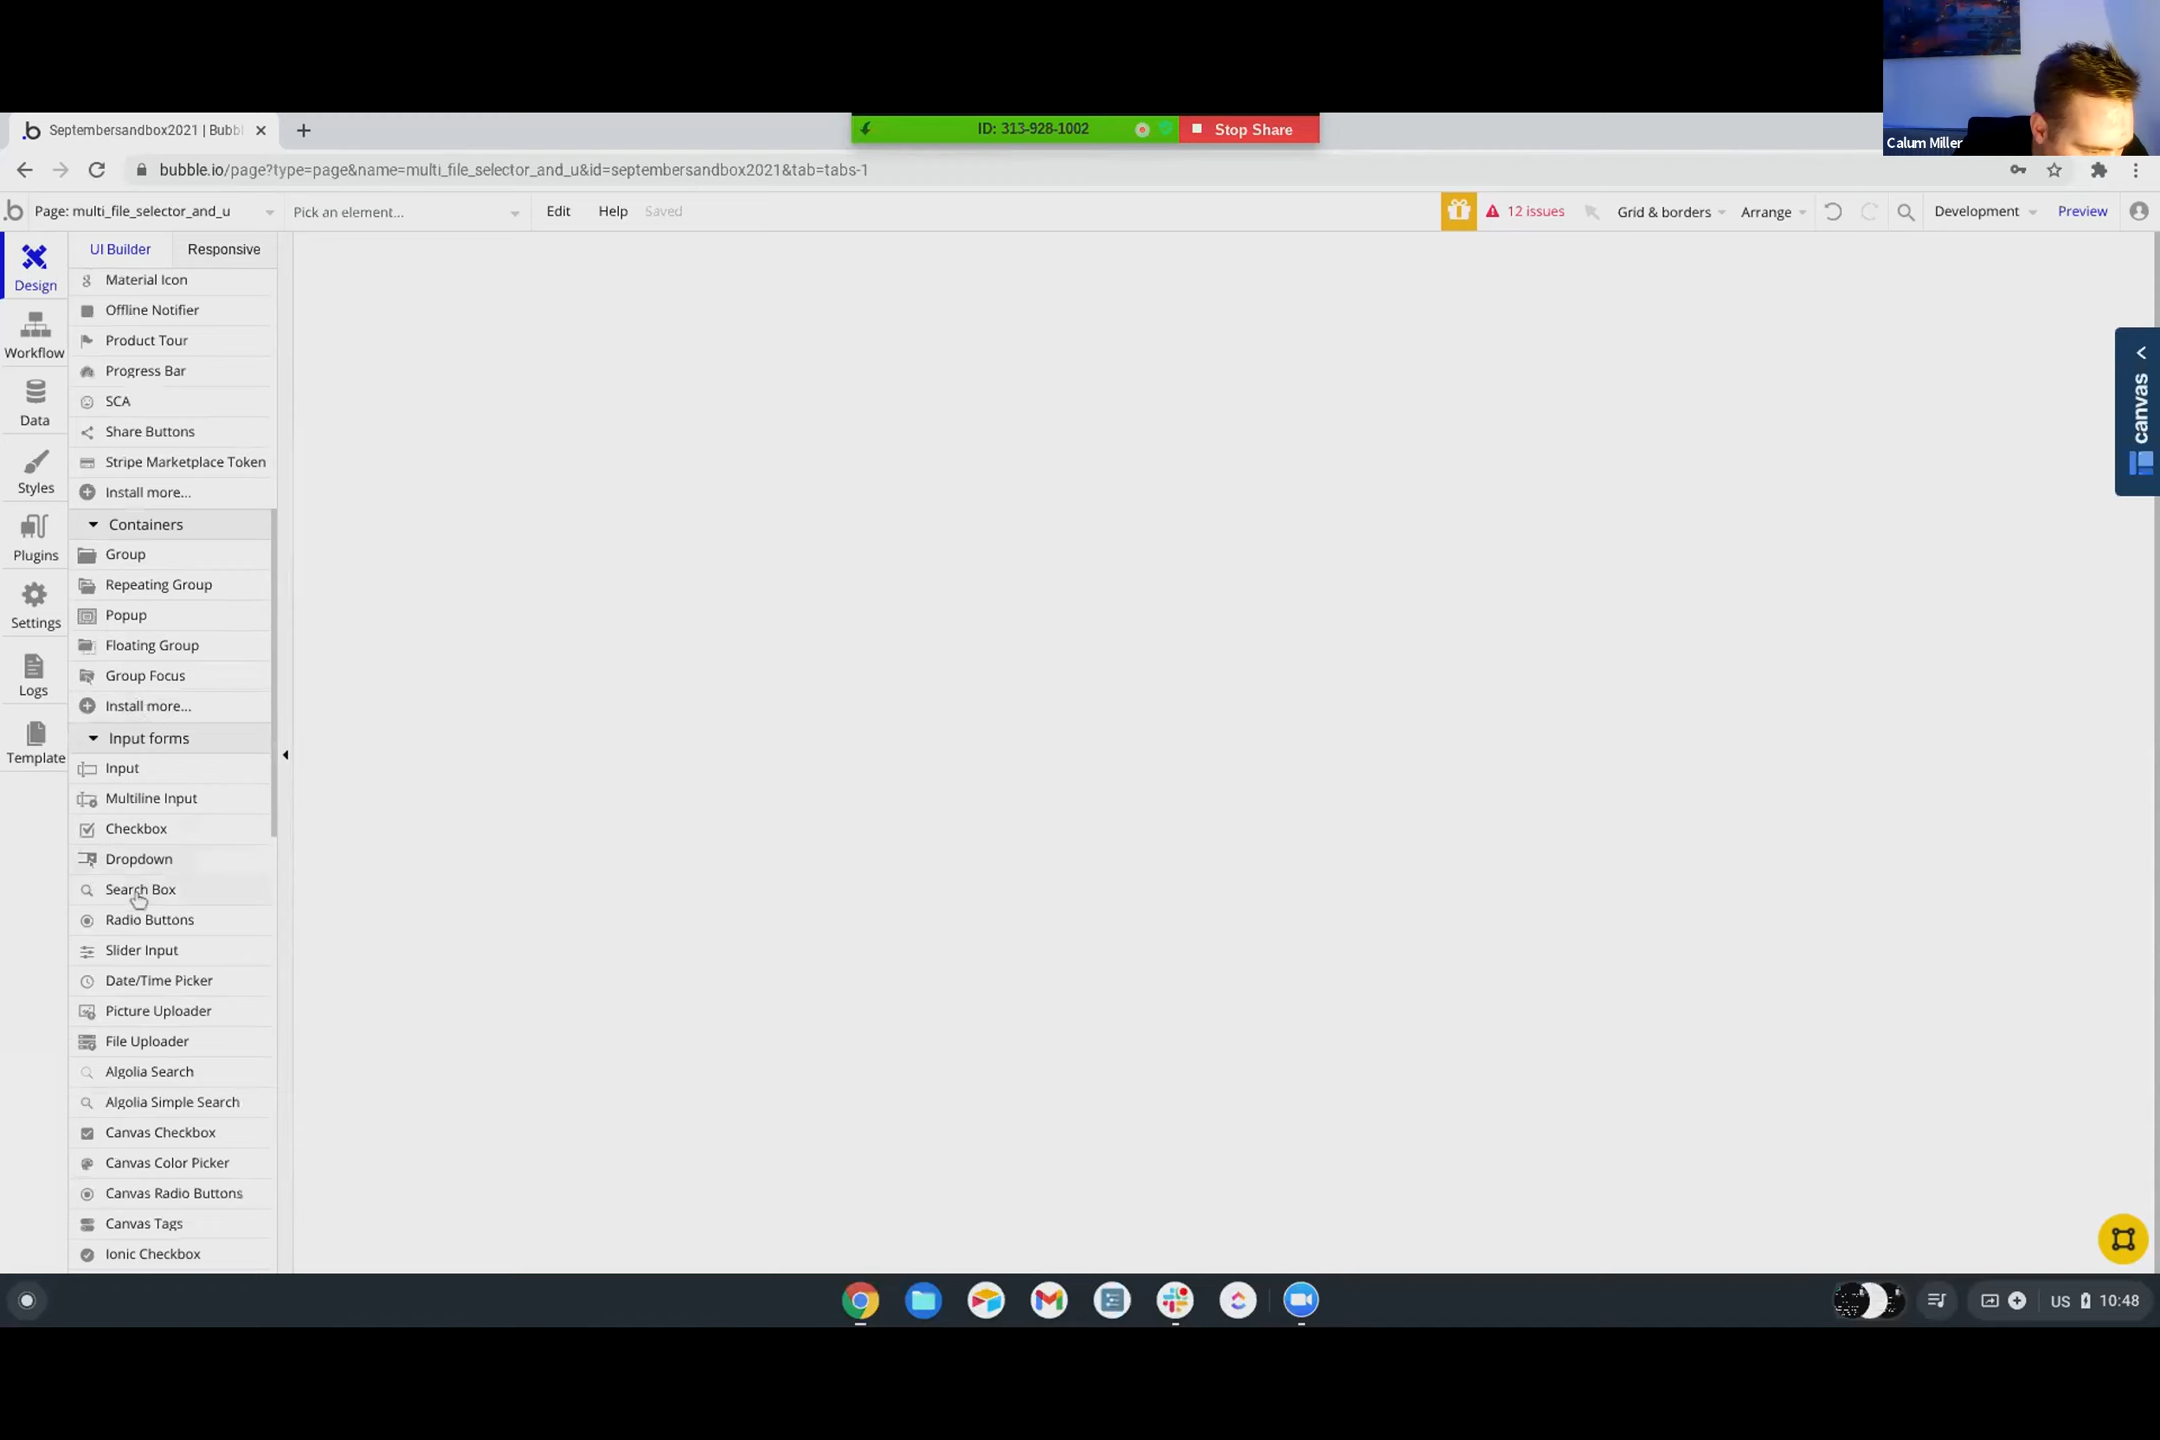 Calum Miller
Septembersandbox2021 | Bubbl
ID: 313-928-1002
Stop Share
bubble.io/page?type=page&name=multi_file_selector_and_u&id=septembersandbox2021&tab=tabs-1
Page: multi_file_selector_and_u
Pick an element...
Edit
Help
Saved
12 issues
Grid & borders
Arrange
Development
Preview
Design
Workflow
Data
Styles
Plugins
Settings
Logs
Template
UI Builder
Responsive
Material Icon
Offline Notifier
Product Tour
Progress Bar
SCA
Share Buttons
Stripe Marketplace Token
Install more...
Containers
Group
Repeating Group
Popup
Floating Group
Group Focus
Install more...
Input forms
Input
Multiline Input
Checkbox
Dropdown
Search Box
Radio Buttons
Slider Input
Date/Time Picker
Picture Uploader
File Uploader
Algolia Search
Algolia Simple Search
Canvas Checkbox
Canvas Color Picker
Canvas Radio Buttons
Canvas Tags
Ionic Checkbox
canvas
US
10:48